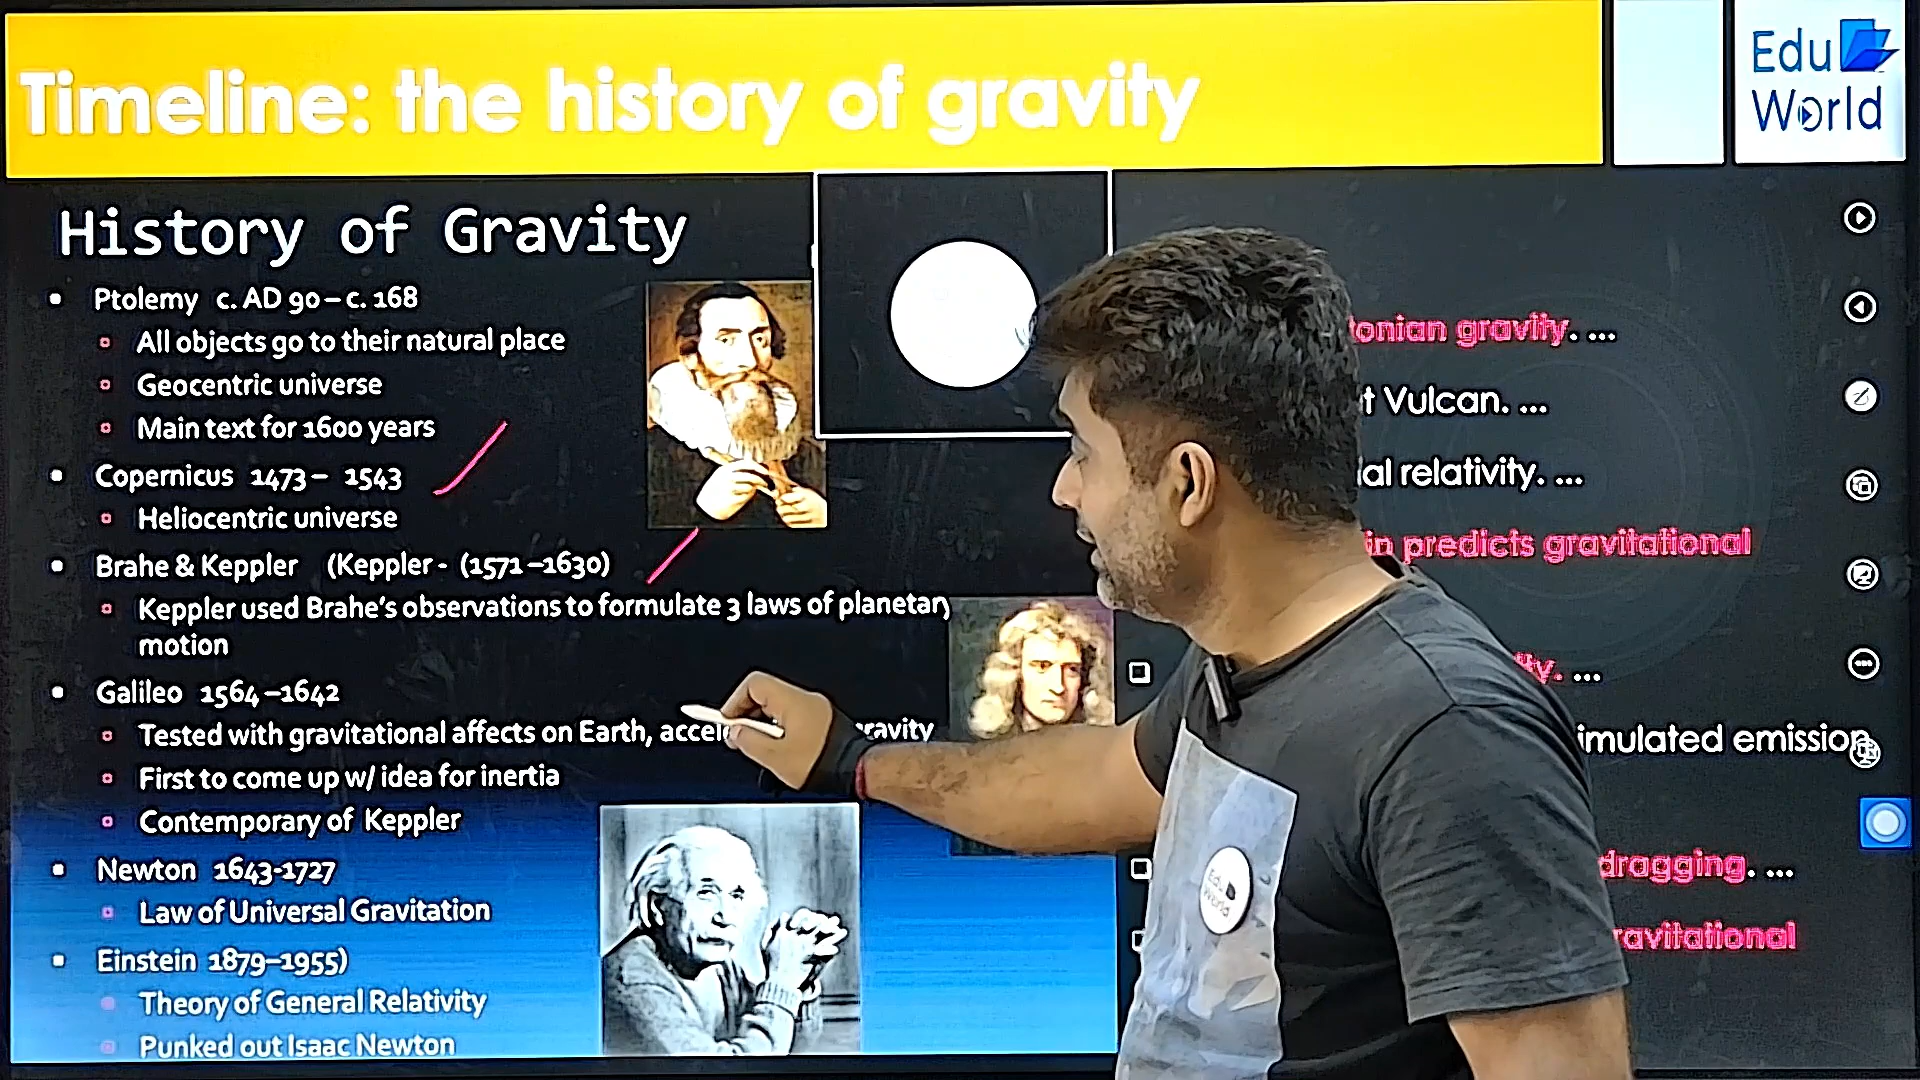 Timeline: the history of gravity
Edu
World
History of Gravity
Ptolemy c. AD 90 – c. 168
All objects go to their natural place
Geocentric universe
Main text for 1600 years
Copernicus 1473 – 1543
Heliocentric universe
Brahe & Keppler (Keppler - (1571 –1630)
Keppler used Brahe's observations to formulate 3 laws of planetary
motion
Galileo 1564 –1642
Tested with gravitational affects on Earth,
First to come up w/ idea for inertia
Contemporary of Keppler
Newton 1643-1727
Law of Universal Gravitation
Einstein 1879–1955)
Theory of General Relativity
Punked out Isaac Newton
onian gravity. ...
t Vulcan. ...
al relativity. ...
in predicts gravitational
ty. ...
imulated emission
dragging. ...
ravitational
Edu
World